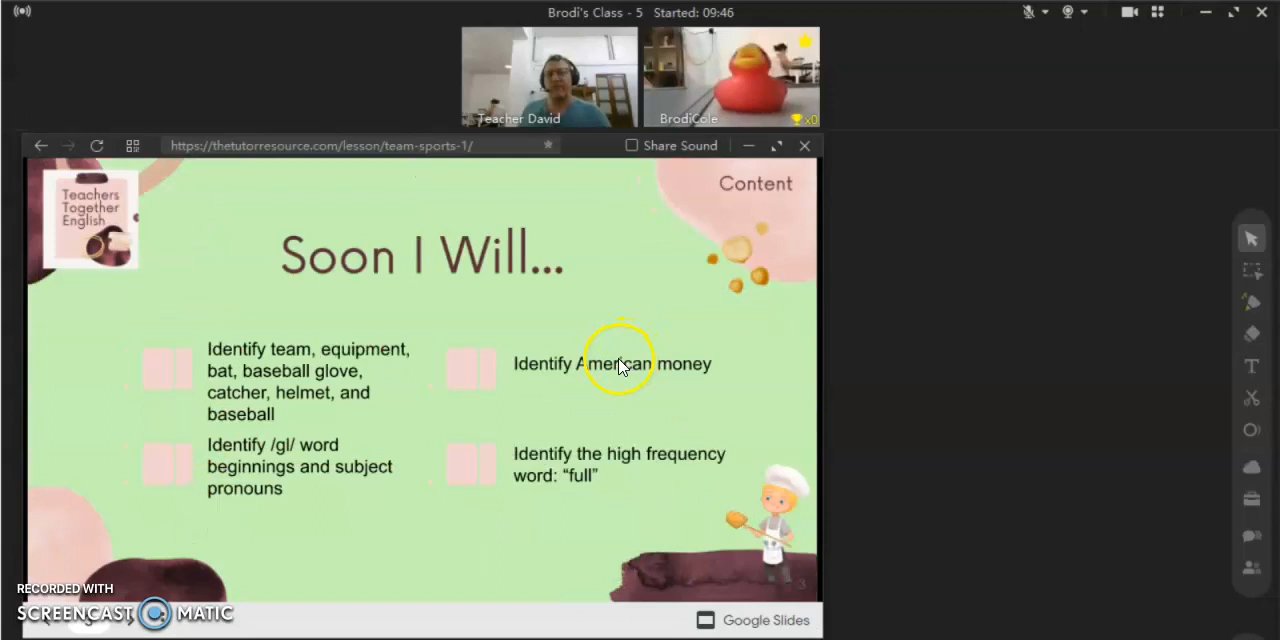 Brodi's Class - 5 Started: 09:46
Teacher David
BrodiCole
x0
https://thetutorresource.com/lesson/team-sports-1/
Share Sound
Teachers
Together
English
Content
Soon I Will...
Identify team, equipment,
bat, baseball glove,
catcher, helmet, and
baseball
Identify American money
Identify /gl/ word
beginnings and subject
pronouns
Identify the high frequency
word: “full”
3
RECORDED WITH
SCREENCAST MATIC
Google Slides
T